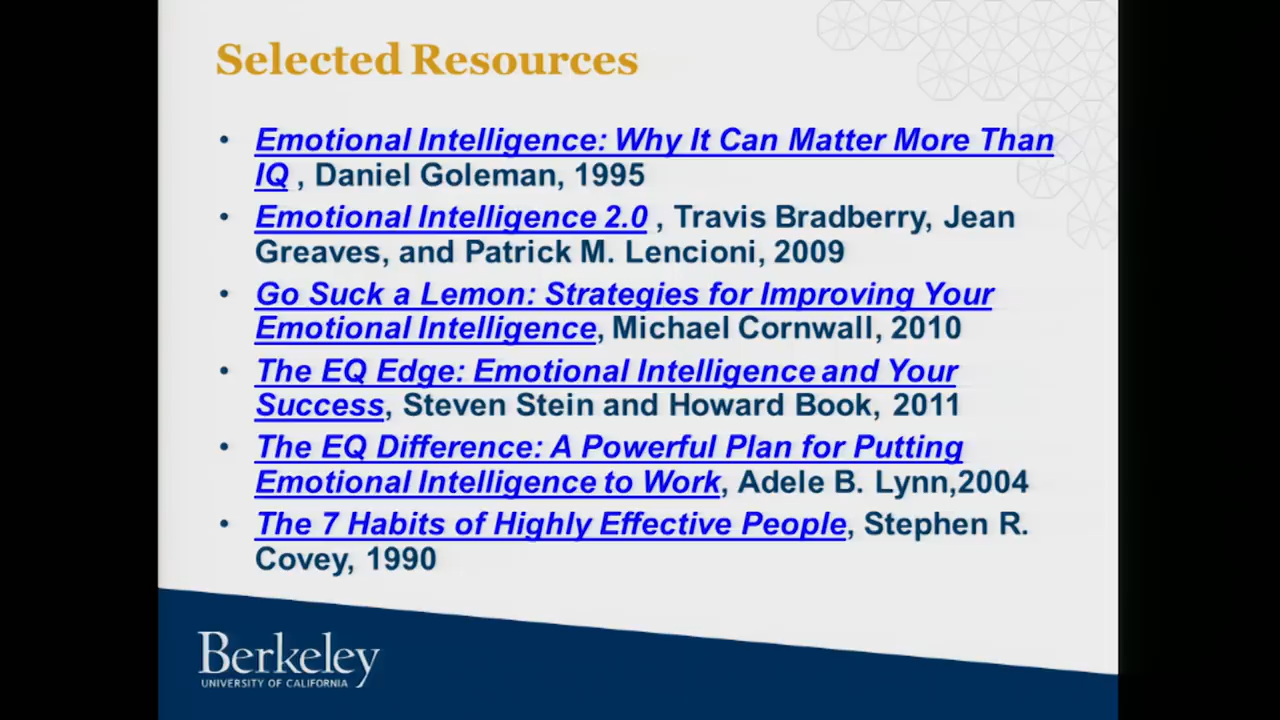 Selected Resources
• Emotional Intelligence: Why It Can Matter More Than
IQ , Daniel Goleman, 1995
• Emotional Intelligence 2.0 , Travis Bradberry, Jean
Greaves, and Patrick M. Lencioni, 2009
• Go Suck a Lemon: Strategies for Improving Your
Emotional Intelligence, Michael Cornwall, 2010
• The EQ Edge: Emotional Intelligence and Your
Success, Steven Stein and Howard Book, 2011
• The EQ Difference: A Powerful Plan for Putting
Emotional Intelligence to Work, Adele B. Lynn,2004
• The 7 Habits of Highly Effective People, Stephen R.
Covey, 1990
Berkeley
UNIVERSITY OF CALIFORNIA